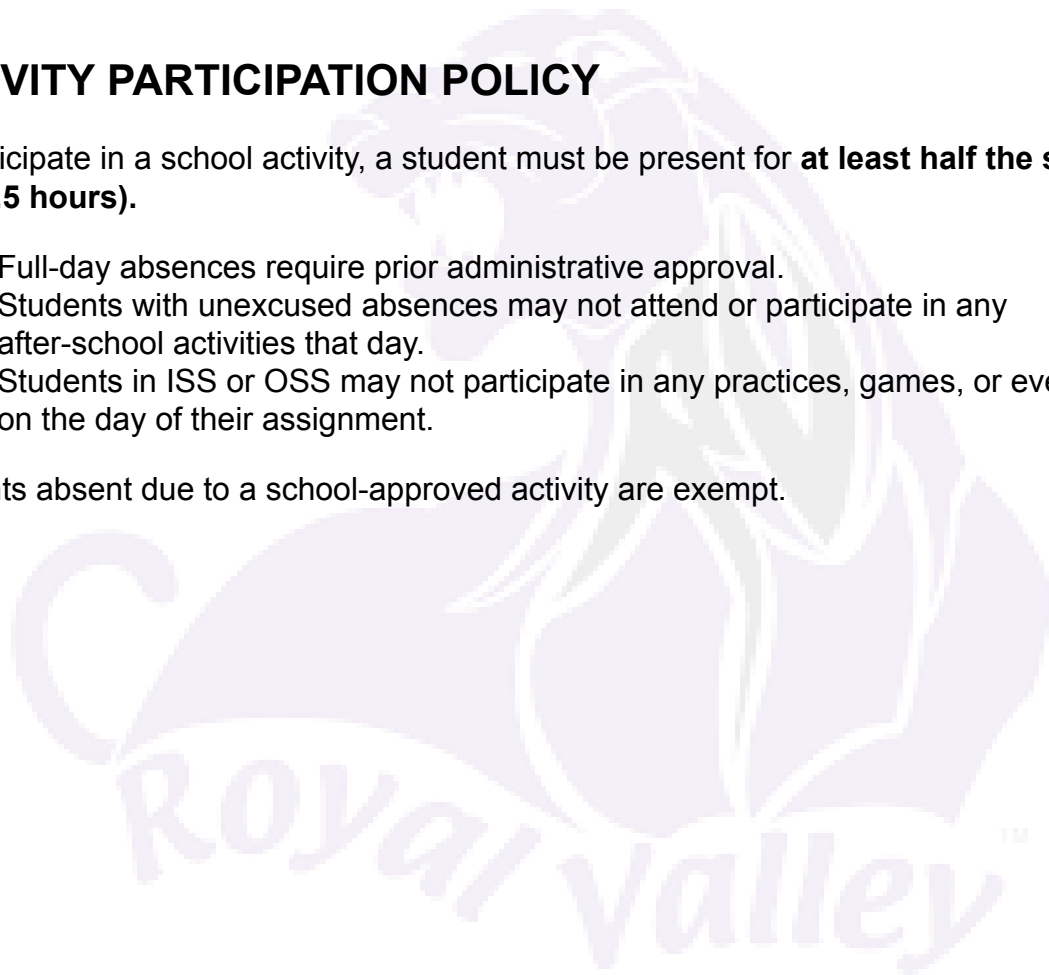 VITY PARTICIPATION POLICY
icipate in a school activity, a student must be present for at least half the s
5 hours).
Full-day absences require prior administrative approval.
Students with unexcused absences may not attend or participate in any
after-school activities that day.
Students in ISS or OSS may not participate in any practices, games, or eve
on the day of their assignment.
ts absent due to a school-approved activity are exempt.
Royal Valley
TM